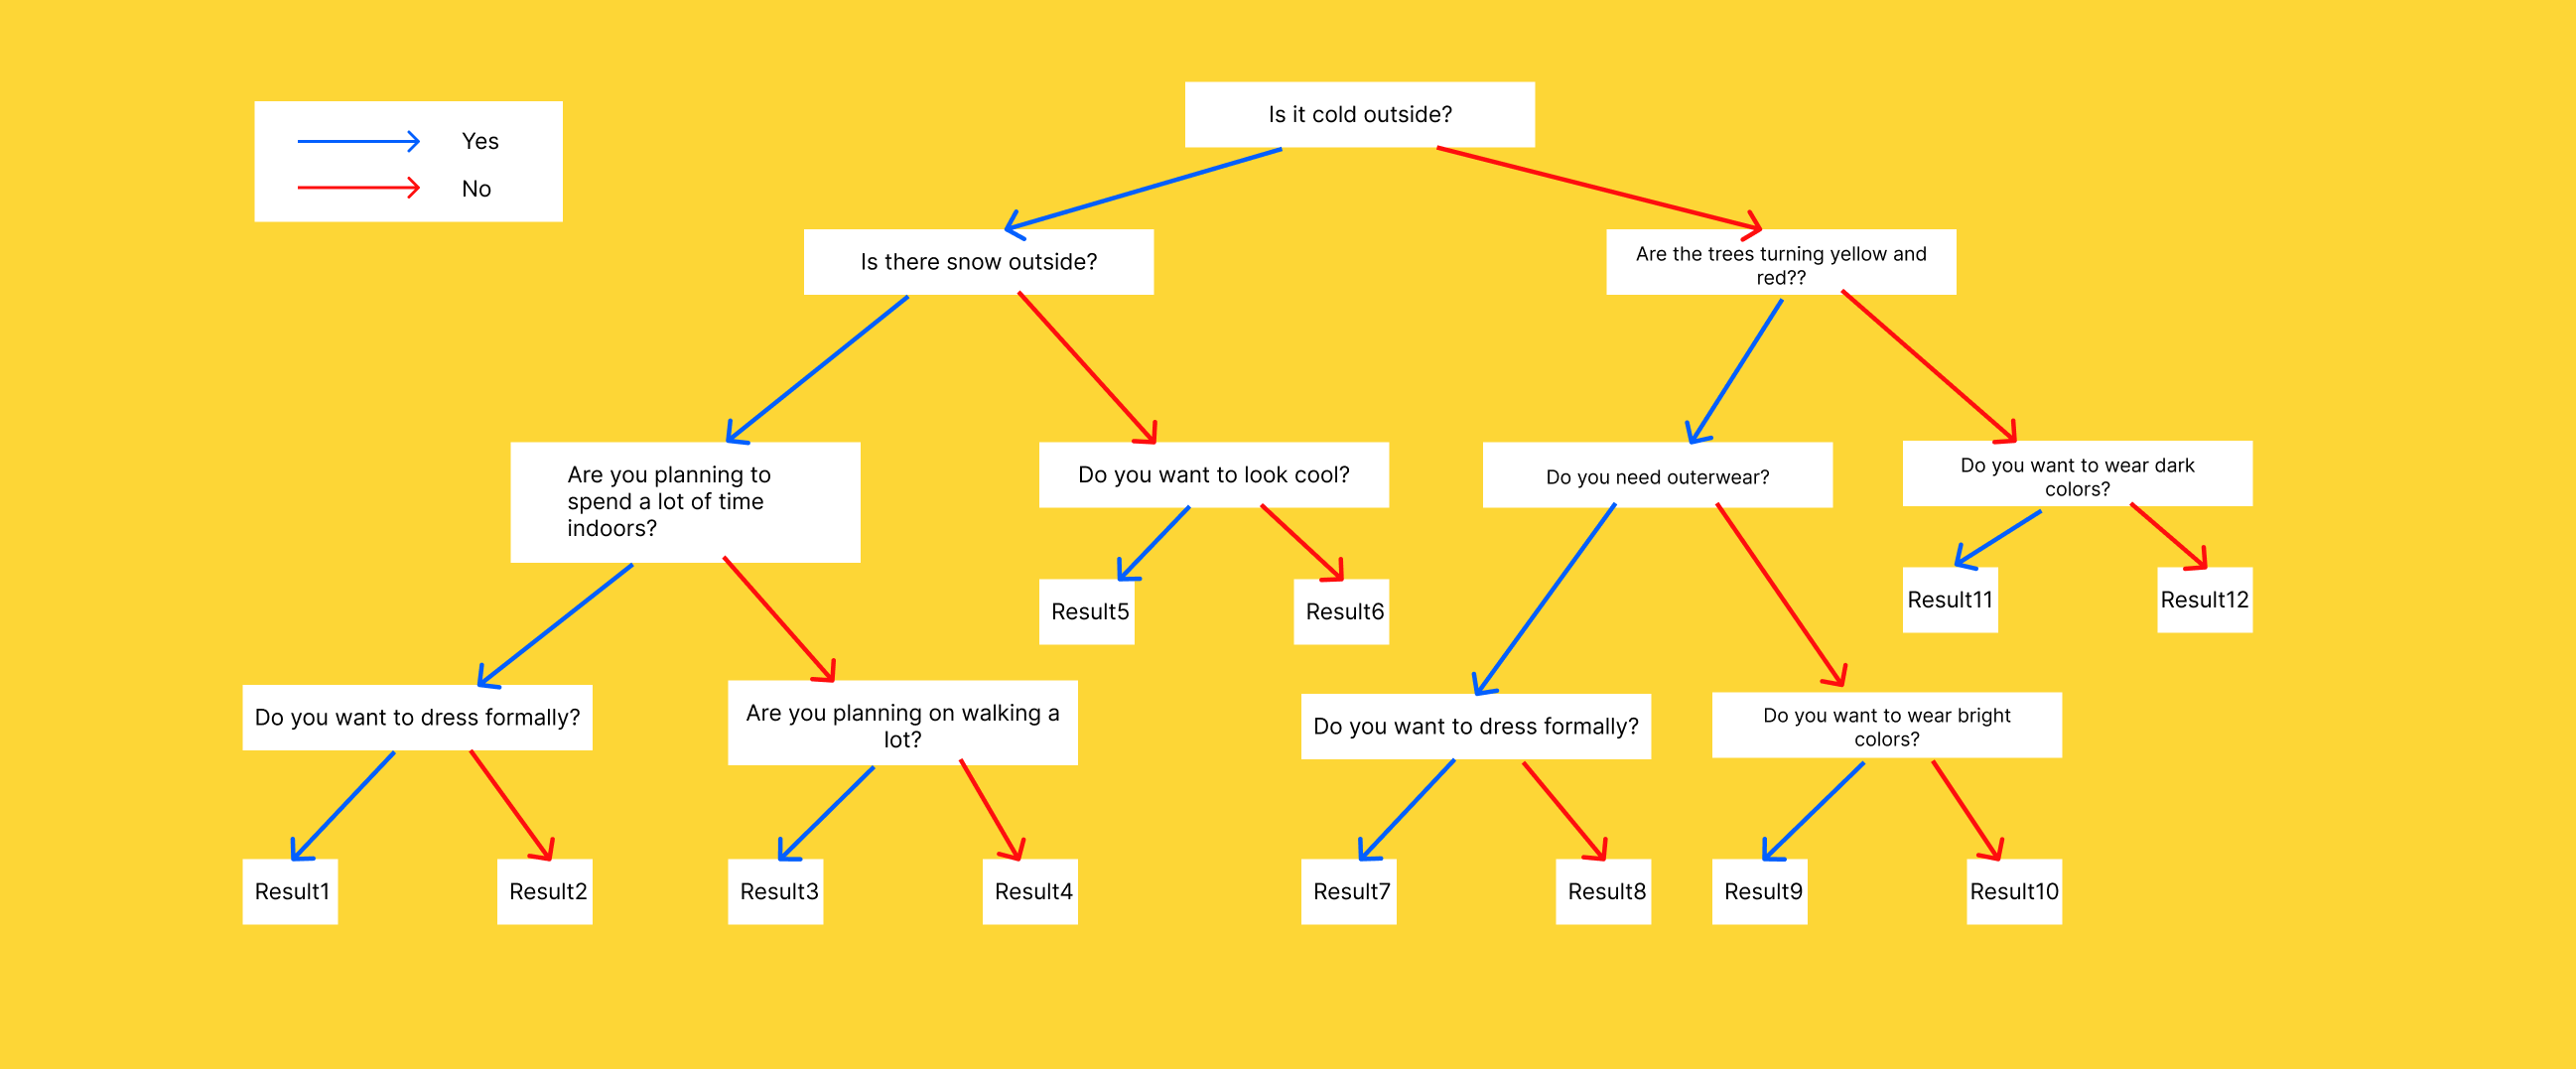 Is it cold outside?
Yes
No
Is there snow outside?
Are the trees turning yellow and
red??
Are you planning to
spend a lot of time
indoors?
Do you want to look cool?
Do you need outerwear?
Do you want to wear dark
colors?
Result5
Result6
Result11
Result12
Do you want to dress formally?
Are you planning on walking a
lot?
Do you want to dress formally?
Do you want to wear bright
colors?
Result1
Result2
Result3
Result4
Result7
Result8
Result9
Result10